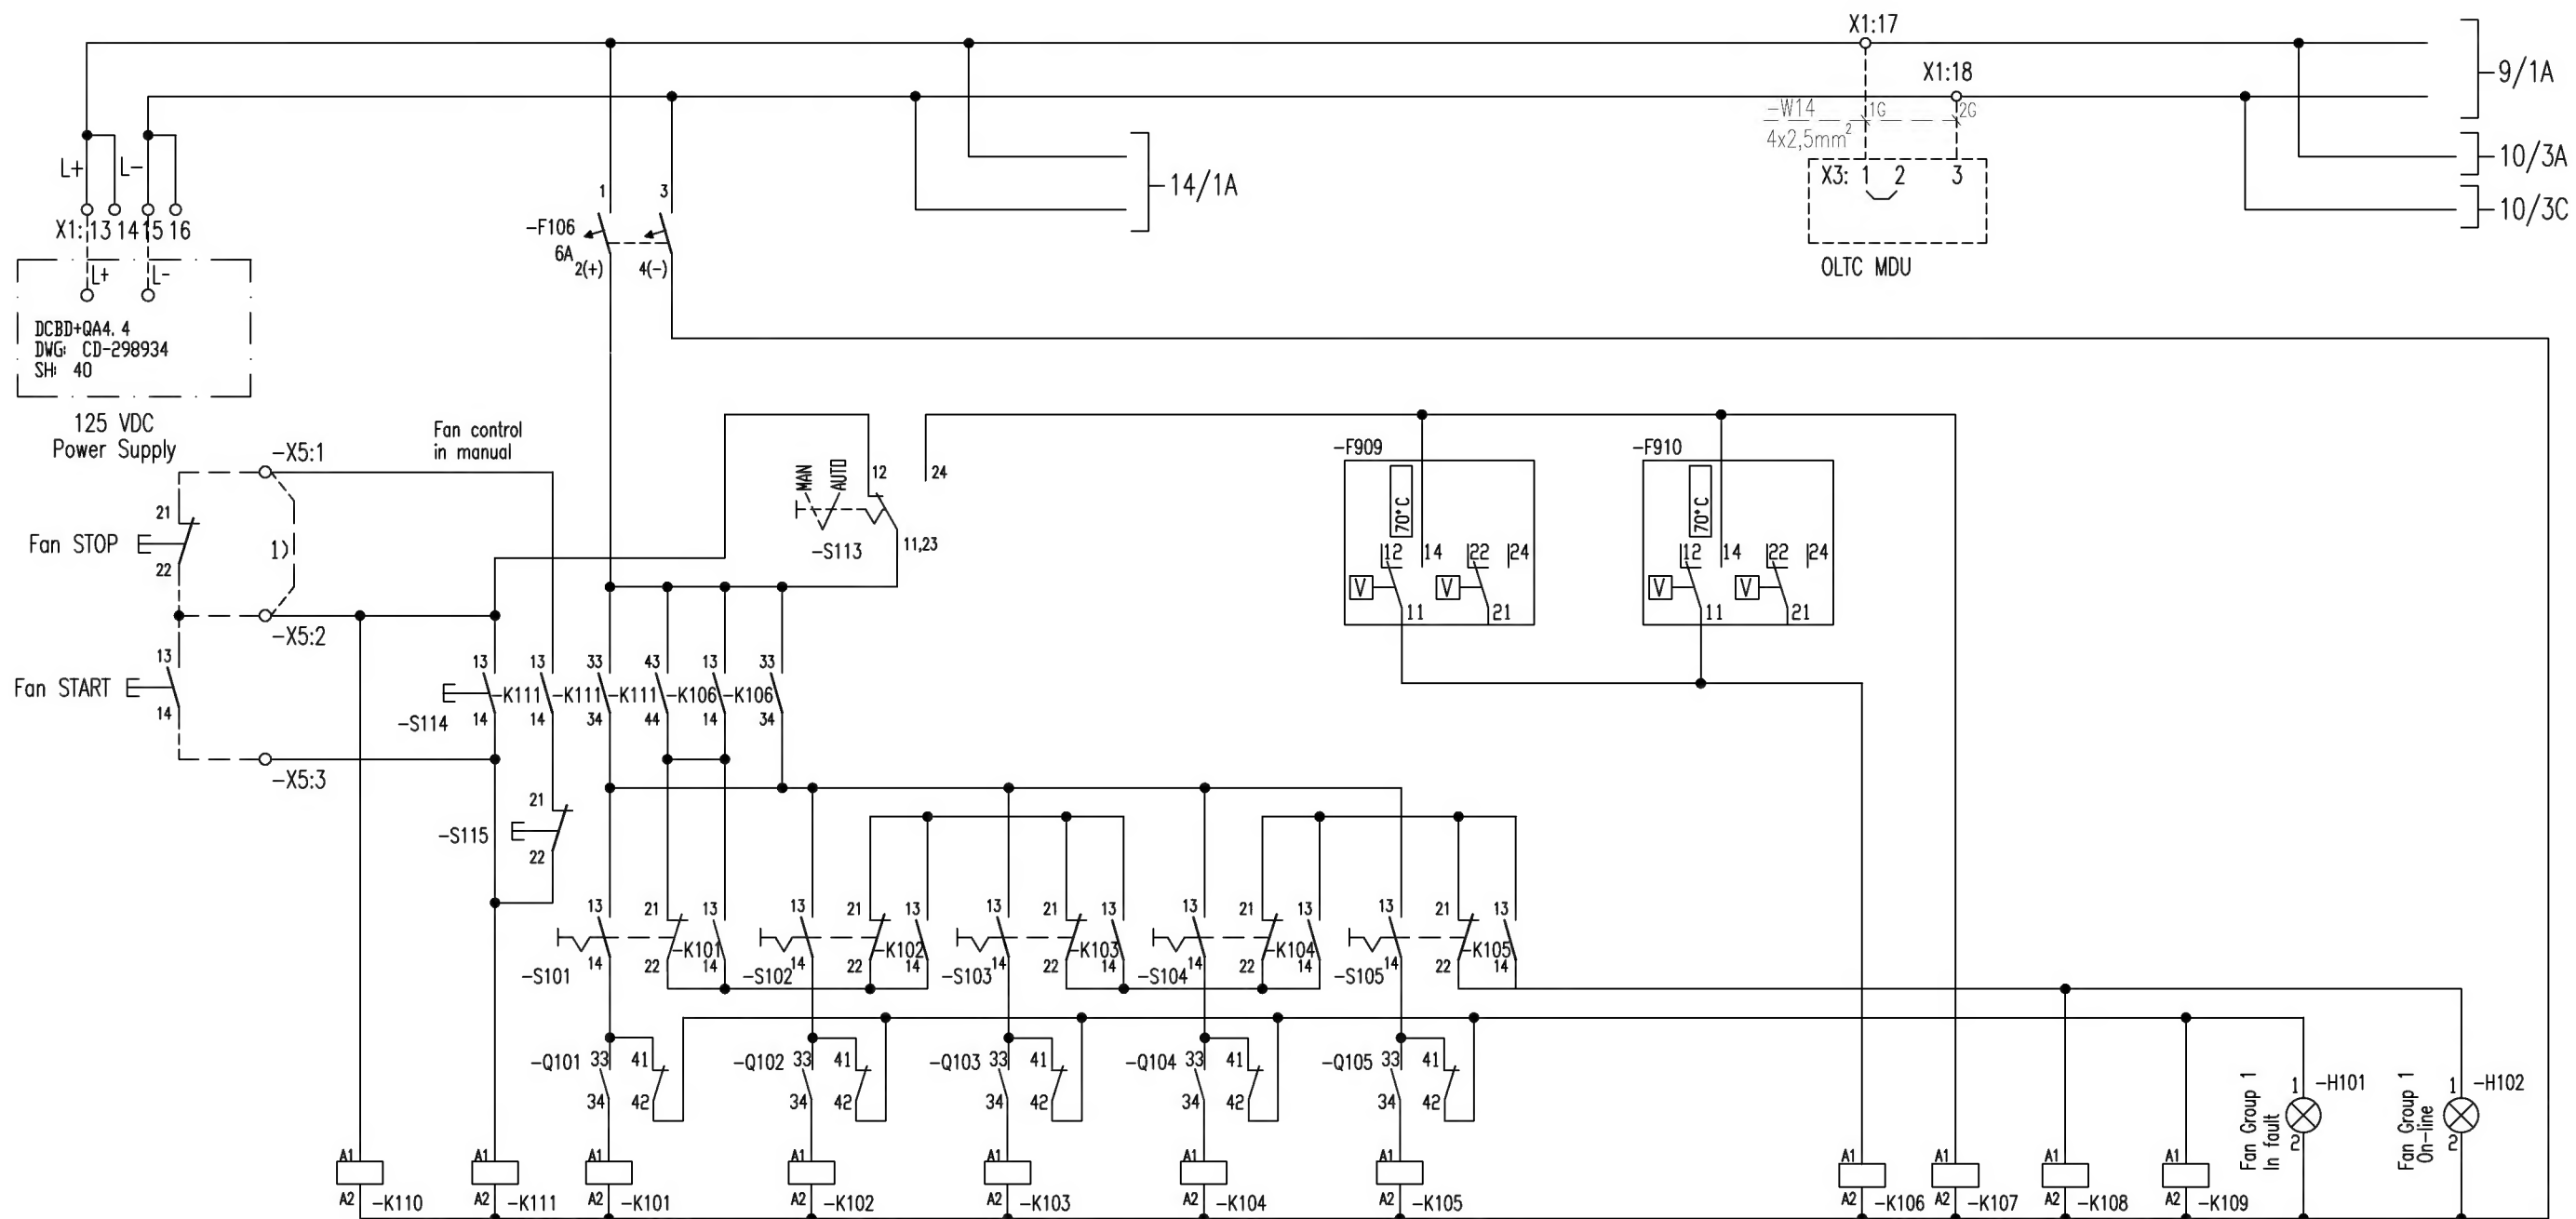 X1:17
9/1A
X1:18
-W14
1G
2G
4x2,5mm²
L+
L-
14/1A
X3: 1 2 3
10/3A
10/3C
1
3
-F106
6A
2(+)
4(-)
X1: 13 14 15 16
L+
L-
OLTC MDU
DCBD+QA4.4
DWG: CD-298934
SH: 40
125 VDC
Power Supply
Fan control
in manual
-X5:1
MAN
AUTO
12
24
-S113
11,23
-F909
70°C
12 14 22 24
V
V
11
21
-F910
70°C
12 14 22 24
V
V
11
21
21
Fan STOP
22
1)
-X5:2
13
Fan START
14
-X5:3
13 13 33 43 13 33
-K111 -K111 -K111 -K106 -K106
-S114
14 14 34 44 14 34
21
-S115
22
13 21 13 13 21 13 13 21 13 13 21 13 13 21 13
-K101 -K102 -K103 -K104 -K105
14 22 14 14 22 14 14 22 14 14 22 14 14 22 14
-S101 -S102 -S103 -S104 -S105
-Q101 33 41 -Q102 33 41 -Q103 33 41 -Q104 33 41 -Q105 33 41
34 42 34 42 34 42 34 42 34 42
Fan Group 1
In fault
1
-H101
2
Fan Group 1
On-line
1
-H102
2
A1 A1 A1 A1 A1 A1 A1 A1 A1 A1 A1
A2 -K110 A2 -K111 A2 -K101 A2 -K102 A2 -K103 A2 -K104 A2 -K105 A2 -K106 A2 -K107 A2 -K108 A2 -K109